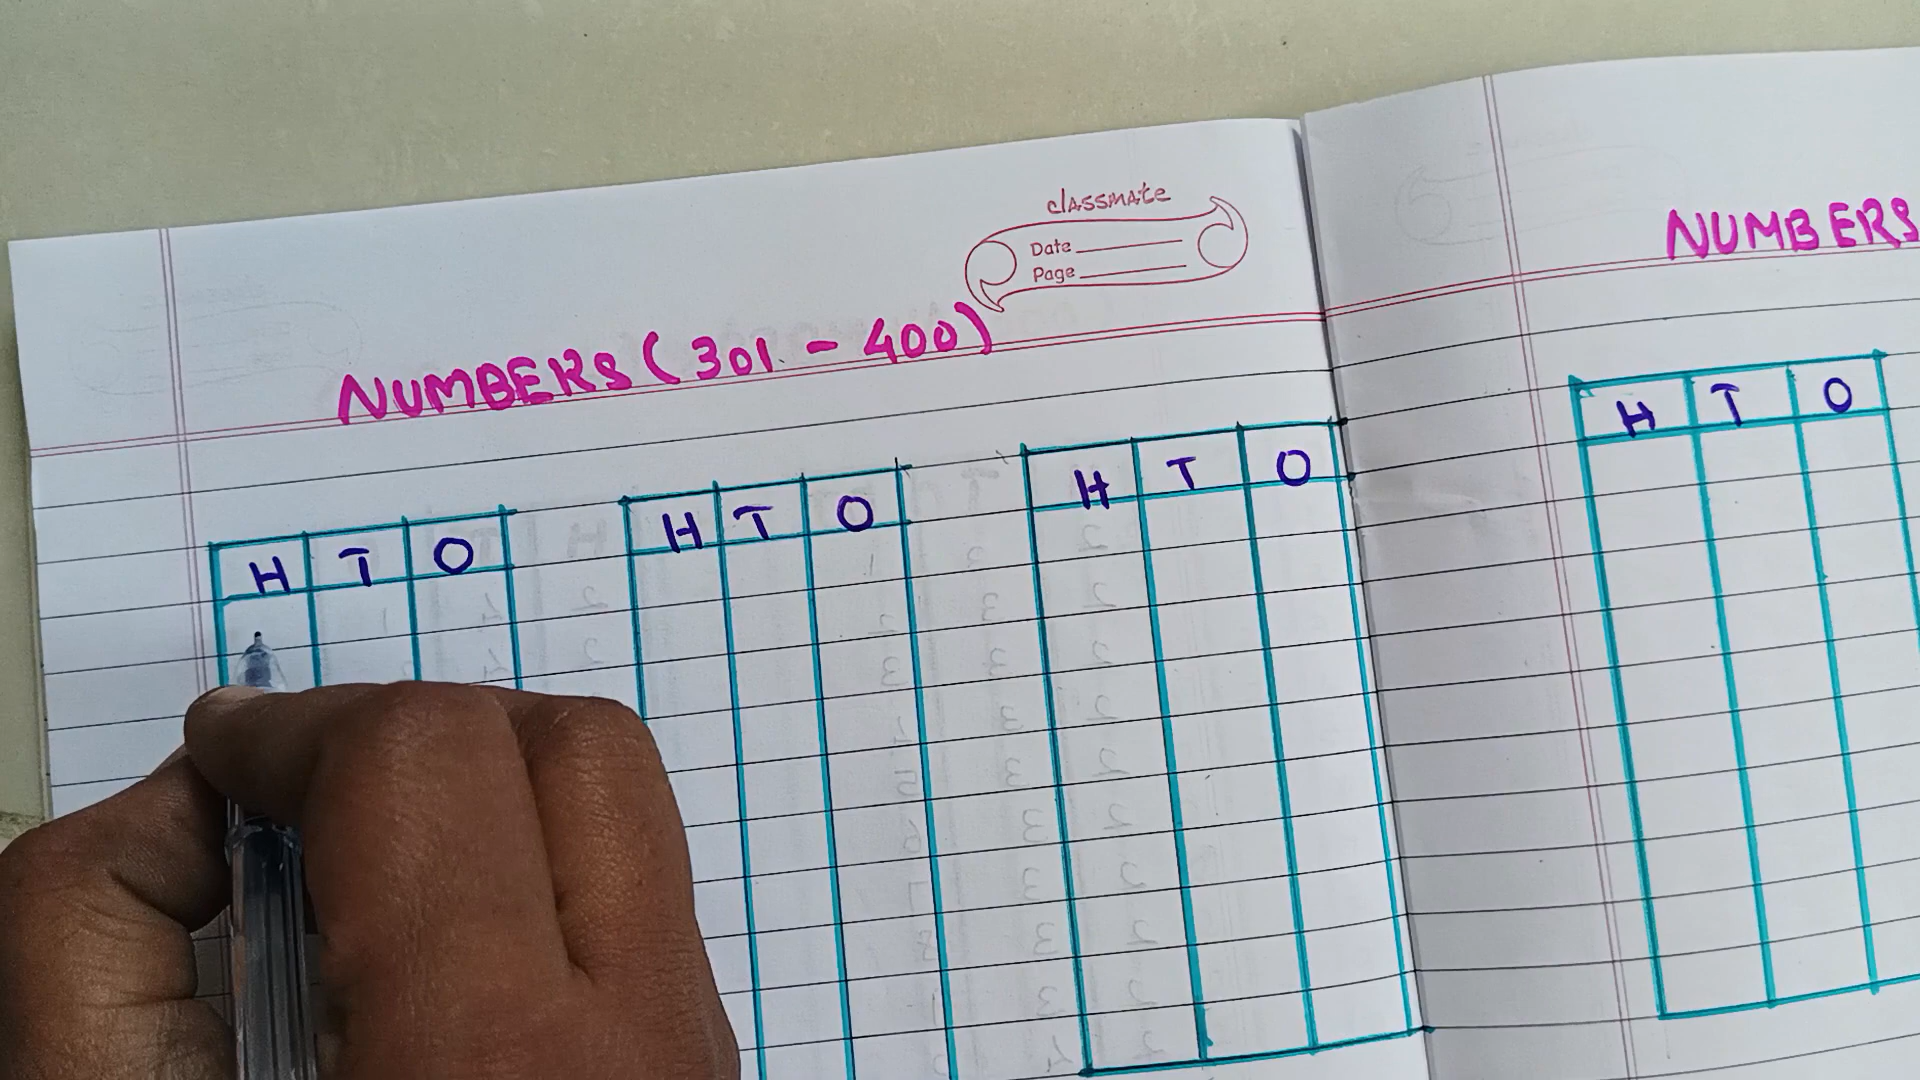 classmate
Date
Page
NUMBERS (301 - 400)
NUMBERS
H T O
H T O
H T O
H T O